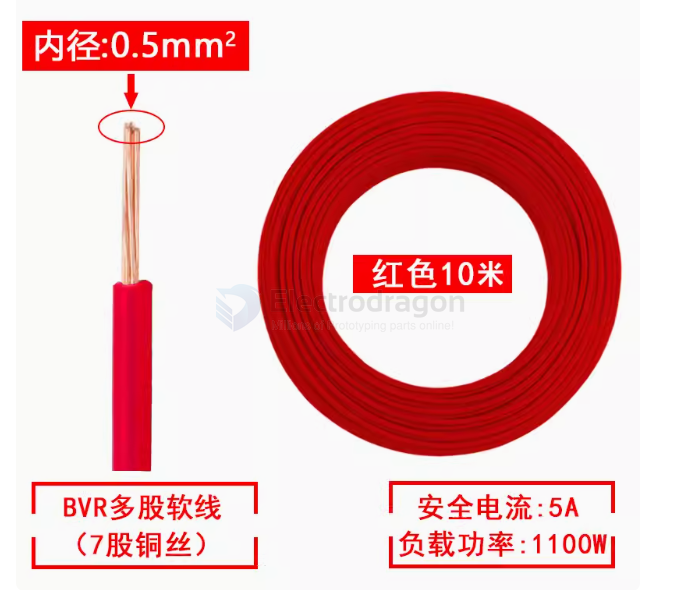 内径:0.5mm²
红色10米
Electrodragon
prototyping parts online!
BVR多股软线
（7股铜丝）
安全电流:5A
负载功率:1100W